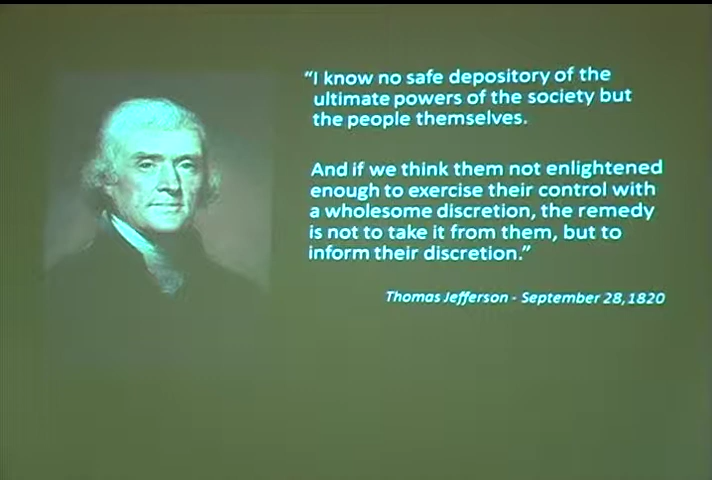 “I know no safe depository of the
ultimate powers of the society but
the people themselves.
And if we think them not enlightened
enough to exercise their control with
a wholesome discretion, the remedy
is not to take it from them, but to
inform their discretion.”
Thomas Jefferson - September 28,1820